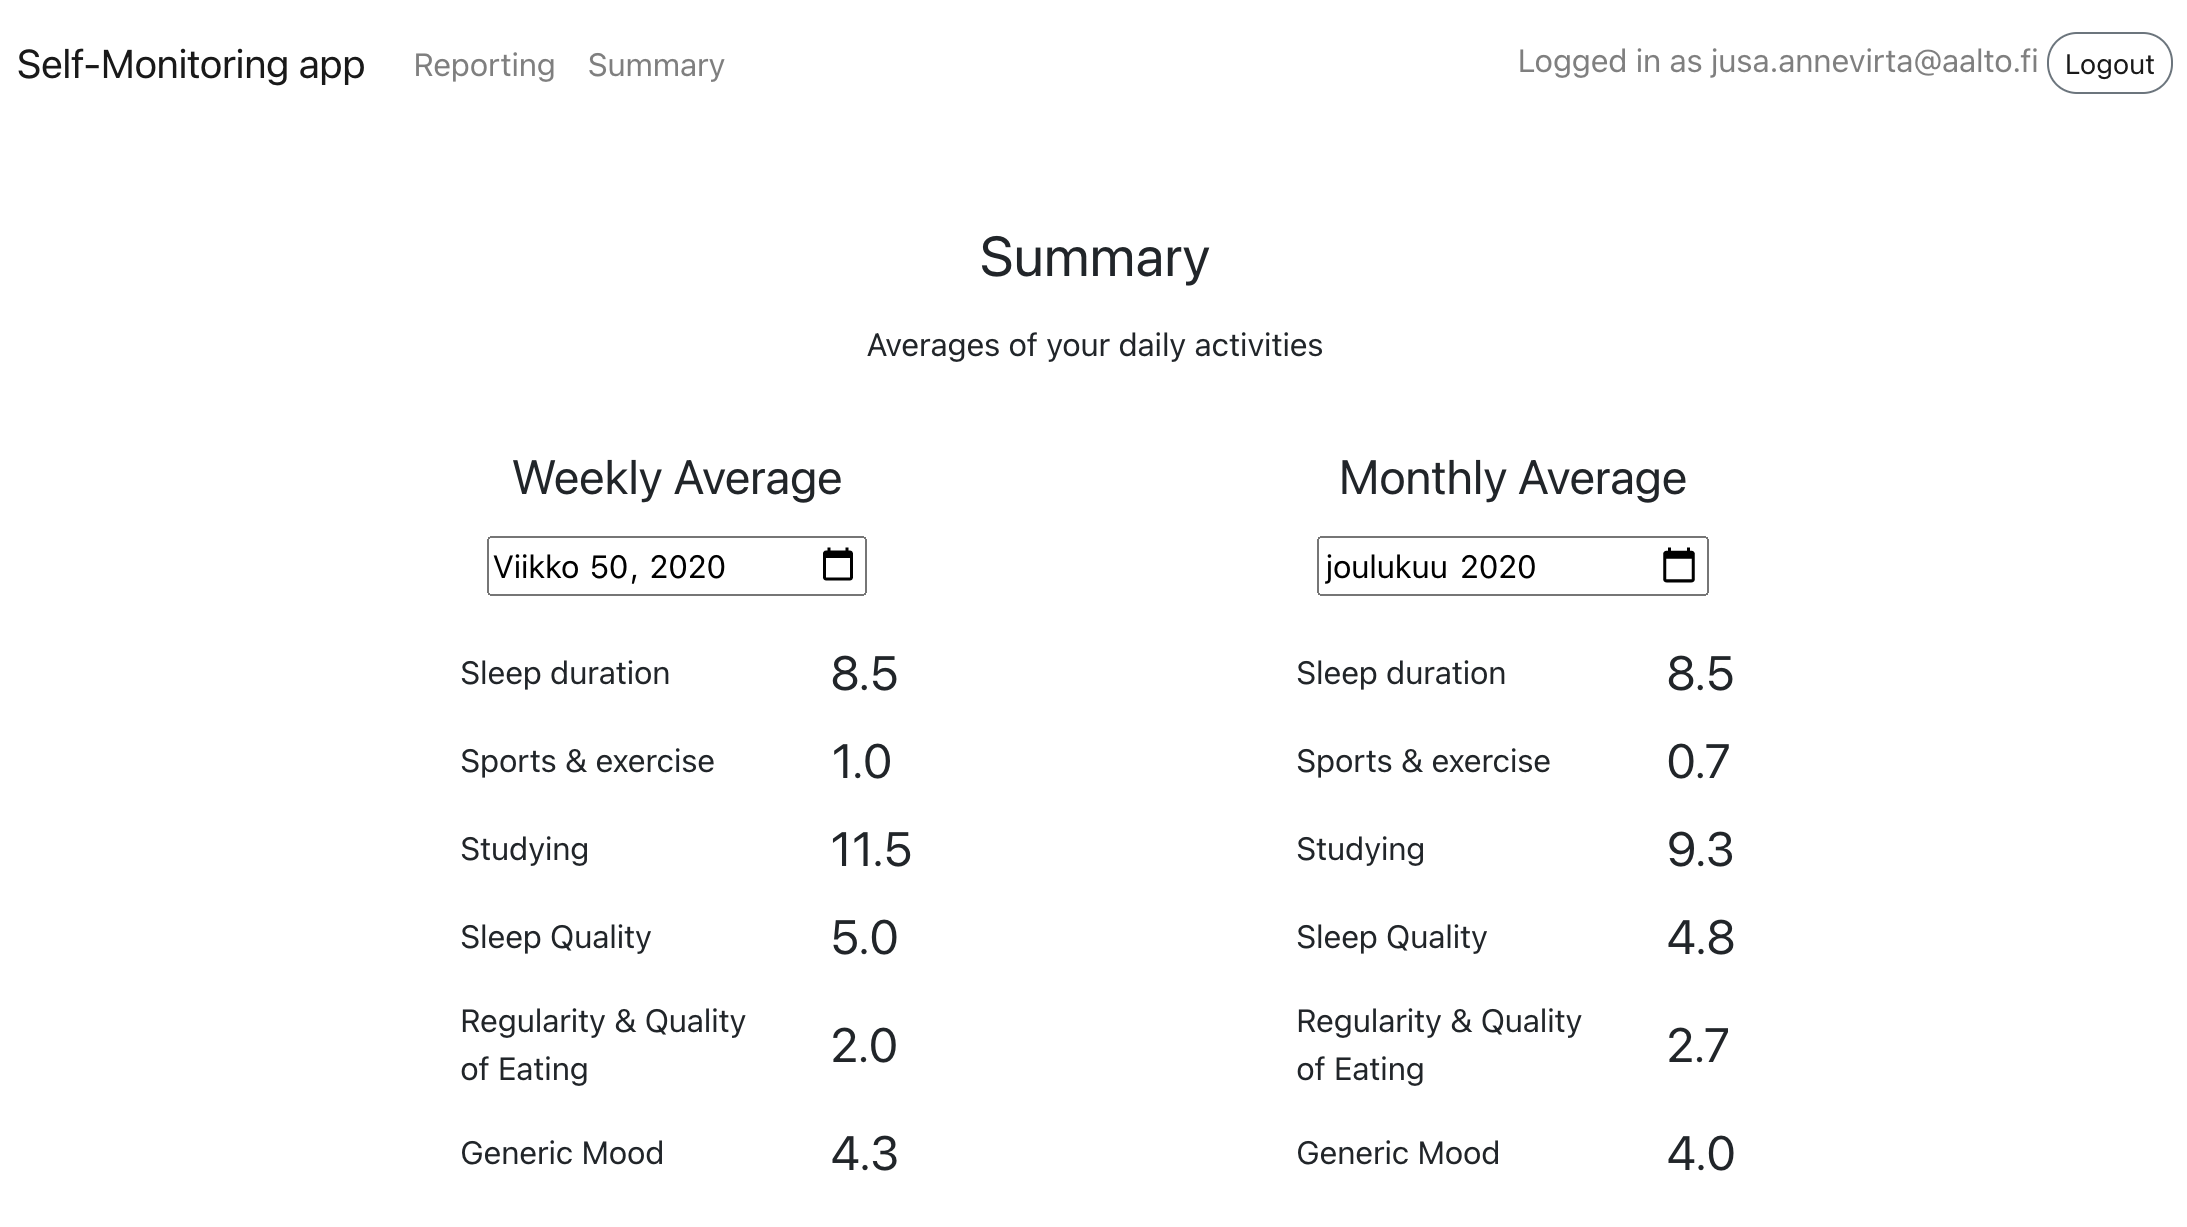 Self-Monitoring app Reporting Summary Logged in as jusa.annevirta@aalto.fi Logout
Summary
Averages of your daily activities
Weekly Average
Viikko 50, 2020
Sleep duration 8.5
Sports & exercise 1.0
Studying 11.5
Sleep Quality 5.0
Regularity & Quality
of Eating 2.0
Generic Mood 4.3
Monthly Average
joulukuu 2020
Sleep duration 8.5
Sports & exercise 0.7
Studying 9.3
Sleep Quality 4.8
Regularity & Quality
of Eating 2.7
Generic Mood 4.0